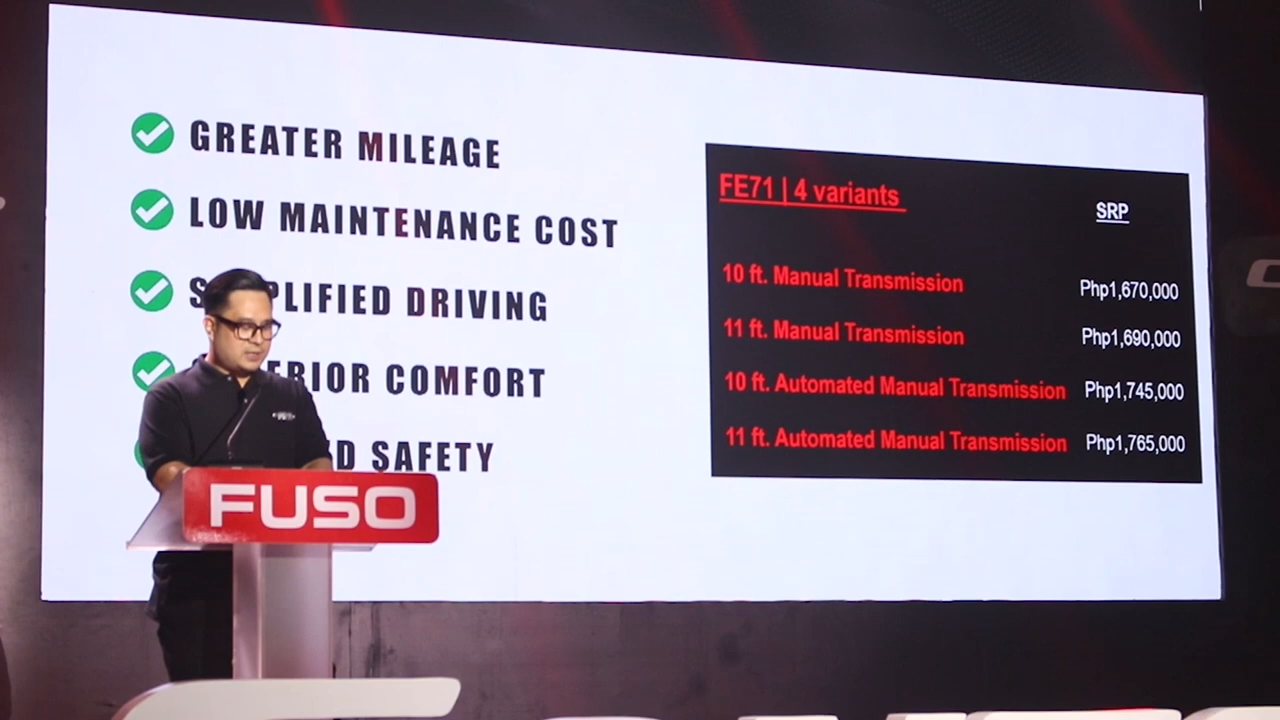 GREATER MILEAGE
LOW MAINTENANCE COST
SIMPLIFIED DRIVING
COMFORT
SAFETY
FE71 | 4 variants
SRP
10 ft. Manual Transmission Php1,670,000
11 ft. Manual Transmission Php1,690,000
10 ft. Automated Manual Transmission Php1,745,000
11 ft. Automated Manual Transmission Php1,765,000
FUSO